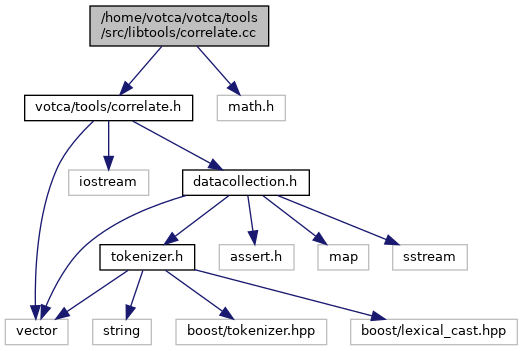 /home/votca/votca/tools
/src/libtools/correlate.cc
votca/tools/correlate.h
math.h
iostream
datacollection.h
tokenizer.h
assert.h
map
sstream
vector
string
boost/tokenizer.hpp
boost/lexical_cast.hpp